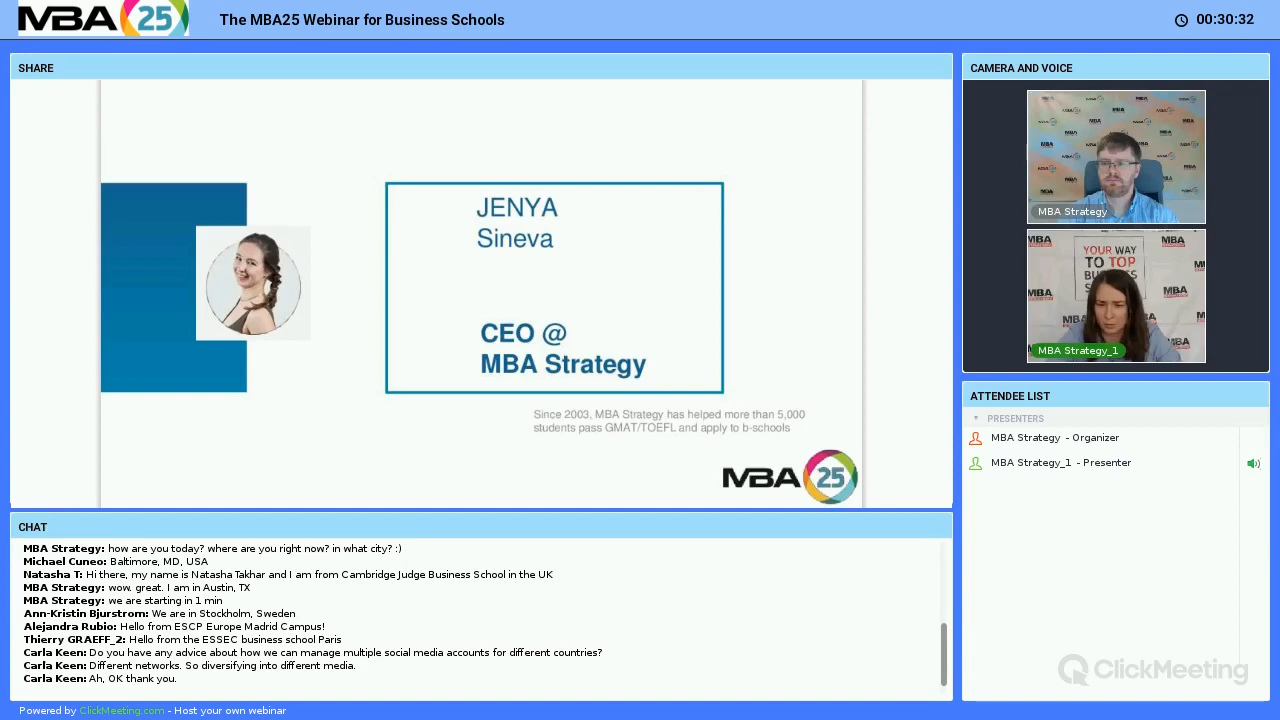 MBA 25
The MBA25 Webinar for Business Schools
00:30:32
SHARE
JENYA
Sineva
CEO @
MBA Strategy
Since 2003, MBA Strategy has helped more than 5,000
students pass GMAT/TOEFL and apply to b-schools
MBA 25
CHAT
MBA Strategy: how are you today? where are you right now? in what city? :)
Michael Cuneo: Baltimore, MD, USA
Natasha T: Hi there, my name is Natasha Takhar and I am from Cambridge Judge Business School in the UK
MBA Strategy: wow. great. I am in Austin, TX
MBA Strategy: we are starting in 1 min
Ann-Kristin Bjurstrom: We are in Stockholm, Sweden
Alejandra Rubio: Hello from ESCP Europe Madrid Campus!
Thierry GRAEFF_2: Hello from the ESSEC business school Paris
Carla Keen: Do you have any advice about how we can manage multiple social media accounts for different countries?
Carla Keen: Different networks. So diversifying into different media.
Carla Keen: Ah, OK thank you.
Powered by ClickMeeting.com - Host your own webinar
CAMERA AND VOICE
MBA Strategy
YOUR WAY
TO TOP
MBA
MBA Strategy_1
ATTENDEE LIST
PRESENTERS
MBA Strategy - Organizer
MBA Strategy_1 - Presenter
ClickMeeting